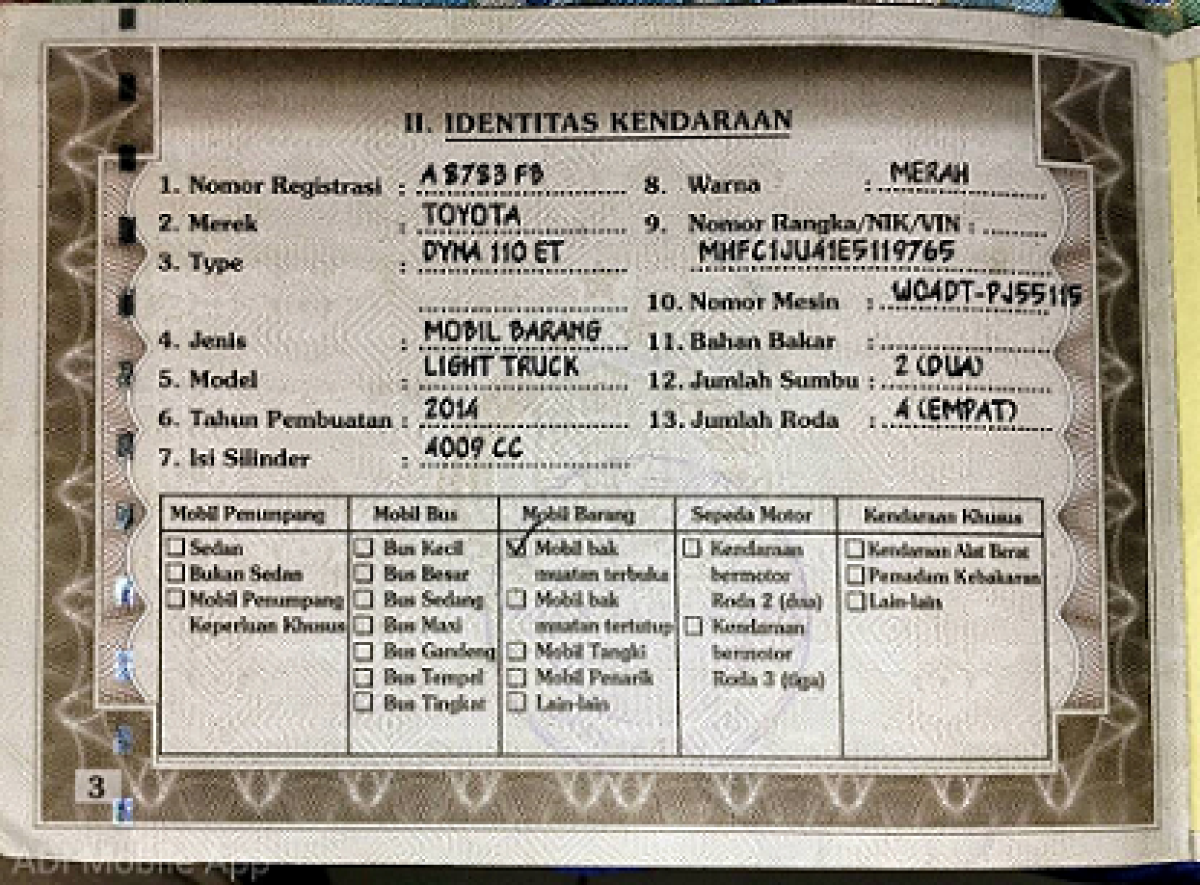 II. IDENTITAS KENDARAAN
1. Nomor Registrasi : A 8783 FB
2. Merek : TOYOTA
3. Type : DYNA 110 ET
4. Jenis : MOBIL BARANG
5. Model : LIGHT TRUCK
6. Tahun Pembuatan : 2014
7. Isi Silinder : 4009 CC
8. Warna : MERAH
9. Nomor Rangka/NIK/VIN :
MHFC1JU41E5119765
10. Nomor Mesin : W04DT-PJ55115
11. Bahan Bakar :
12. Jumlah Sumbu : 2 (DUA)
13. Jumlah Roda : 4 (EMPAT)
Mobil Penumpang
Sedan
Bukan Sedan
Mobil Penumpang
Keperluan Khusus
Mobil Bus
Bus Kecil
Bus Besar
Bus Sedang
Bus Maxi
Bus Gandeng
Bus Tempel
Bus Tingkat
Mobil Barang
Mobil bak
muatan terbuka
Mobil bak
muatan tertutup
Mobil Tangki
Mobil Penarik
Lain-lain
Sepeda Motor
Kendaraan
bermotor
Roda 2 (dua)
Kendaraan
bermotor
Roda 3 (tiga)
Kendaraan Khusus
Kendaraan Alat Berat
Pemadam Kebakaran
Lain-lain
3
ADI Mobile App